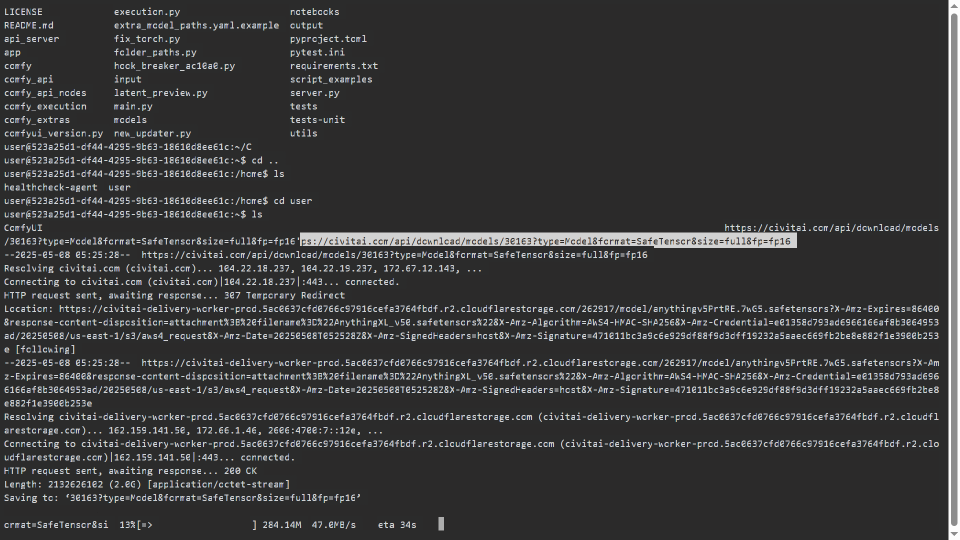 LICENSE execution.py notebooks
README.md extra_model_paths.yaml.example output
api_server fix_torch.py pyproject.toml
app folder_paths.py pytest.ini
comfy hook_breaker_ac10a0.py requirements.txt
comfy_api input script_examples
comfy_api_nodes latent_preview.py server.py
comfy_execution main.py tests
comfy_extras models tests-unit
comfyui_version.py new_updater.py utils
user@523a25d1-df44-4295-9b63-18610d8ee61c:~/C
user@523a25d1-df44-4295-9b63-18610d8ee61c:~$ cd ..
user@523a25d1-df44-4295-9b63-18610d8ee61c:/home$ ls
healthcheck-agent user
user@523a25d1-df44-4295-9b63-18610d8ee61c:/home$ cd user
user@523a25d1-df44-4295-9b63-18610d8ee61c:~$ ls
ComfyUI https://civitai.com/api/download/models
/30163?type=Model&format=SafeTensor&size=full&fp=fp16'ps://civitai.com/api/download/models/30163?type=Model&format=SafeTensor&size=full&fp=fp16
--2025-05-08 05:25:28-- https://civitai.com/api/download/models/30163?type=Model&format=SafeTensor&size=full&fp=fp16
Resolving civitai.com (civitai.com)... 104.22.18.237, 104.22.19.237, 172.67.12.143, ...
Connecting to civitai.com (civitai.com)|104.22.18.237|:443... connected.
HTTP request sent, awaiting response... 307 Temporary Redirect
Location: https://civitai-delivery-worker-prod.5ac0637cfd0766c97916cefa3764fbdf.r2.cloudflarestorage.com/262917/model/anythingv5PrtRE.7wG5.safetensors?X-Amz-Expires=86400
&response-content-disposition=attachment%3B%20filename%3D%22AnythingXL_v50.safetensors%22&X-Amz-Algorithm=AWS4-HMAC-SHA256&X-Amz-Credential=e01358d793ad6966166af8b3064953
ad/20250508/us-east-1/s3/aws4_request&X-Amz-Date=20250508T052528Z&X-Amz-SignedHeaders=host&X-Amz-Signature=471011bc3a9c6e929df88f9d3dff13919232a5aaec669fb2be8e882f1e3900b253
e [following]
--2025-05-08 05:25:28-- https://civitai-delivery-worker-prod.5ac0637cfd0766c97916cefa3764fbdf.r2.cloudflarestorage.com/262917/model/anythingv5PrtRE.7wG5.safetensors?X-Am
z-Expires=86400&response-content-disposition=attachment%3B%20filename%3D%22AnythingXL_v50.safetensors%22&X-Amz-Algorithm=AWS4-HMAC-SHA256&X-Amz-Credential=e01358d793ad696
6166af8b3064953ad/20250508/us-east-1/s3/aws4_request&X-Amz-Date=20250508T052528Z&X-Amz-SignedHeaders=host&X-Amz-Signature=471011bc3a9c6e929df88f9d3dff13919232a5aaec669fb2be8
e882f1e3900b253e
Resolving civitai-delivery-worker-prod.5ac0637cfd0766c97916cefa3764fbdf.r2.cloudflarestorage.com (civitai-delivery-worker-prod.5ac0637cfd0766c97916cefa3764fbdf.r2.cloudfl
arestorage.com)... 162.159.141.50, 172.66.1.46, 2606:4700:7::12e, ...
Connecting to civitai-delivery-worker-prod.5ac0637cfd0766c97916cefa3764fbdf.r2.cloudflarestorage.com (civitai-delivery-worker-prod.5ac0637cfd0766c97916cefa3764fbdf.r2.clo
udflarestorage.com)|162.159.141.50|:443... connected.
HTTP request sent, awaiting response... 200 OK
Length: 2132626102 (2.0G) [application/octet-stream]
Saving to: ‘30163?type=Model&format=SafeTensor&size=full&fp=fp16’
ormat=SafeTensor&si 13%[=> ] 284.14M 47.0MB/s eta 34s